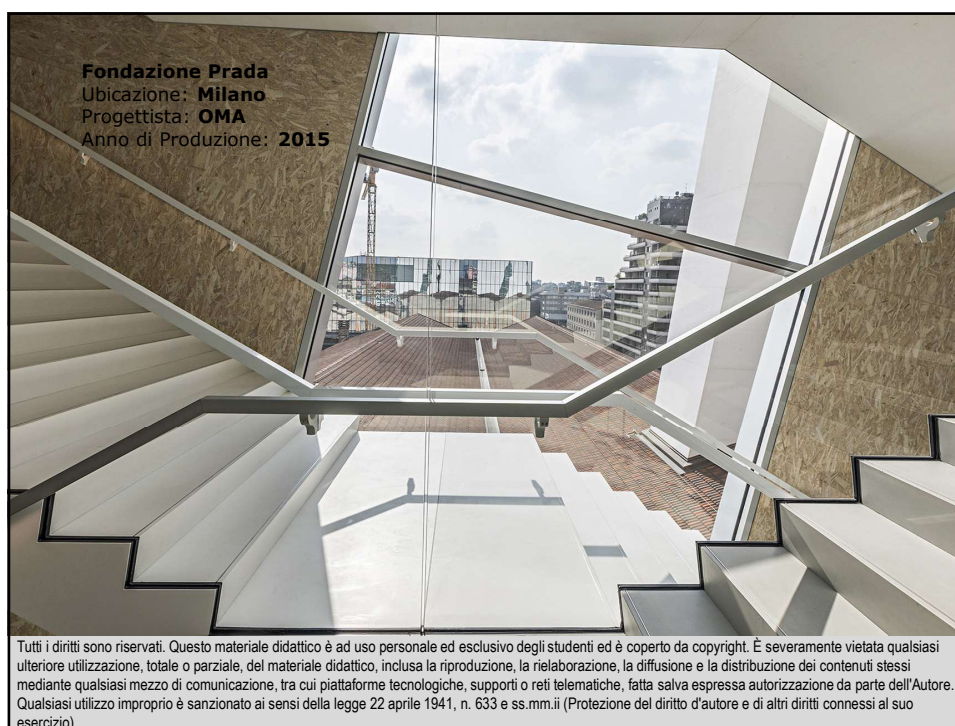 Fondazione Prada
Ubicazione: Milano
Progettista: OMA
Anno di Produzione: 2015
Tutti i diritti sono riservati. Questo materiale didattico è ad uso personale ed esclusivo degli studenti ed è coperto da copyright. È severamente vietata qualsiasi
ulteriore utilizzazione, totale o parziale, del materiale didattico, inclusa la riproduzione, la rielaborazione, la diffusione e la distribuzione dei contenuti stessi
mediante qualsiasi mezzo di comunicazione, tra cui piattaforme tecnologiche, supporti o reti telematiche, fatta salva espressa autorizzazione da parte dell'Autore.
Qualsiasi utilizzo improprio è sanzionato ai sensi della legge 22 aprile 1941, n. 633 e ss.mm.ii (Protezione del diritto d'autore e di altri diritti connessi al suo
esercizio)